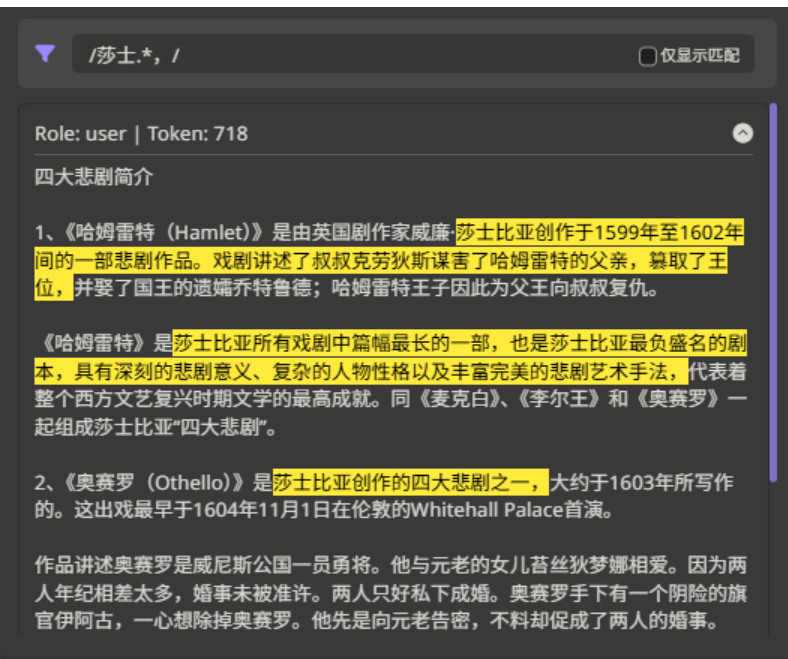 /莎士.*，/
仅显示匹配
Role: user | Token: 718
四大悲剧简介
1、《哈姆雷特（Hamlet）》是由英国剧作家威廉·莎士比亚创作于1599年至1602年
间的一部悲剧作品。戏剧讲述了叔叔克劳狄斯谋害了哈姆雷特的父亲，篡取了王
位，并娶了国王的遗孀乔特鲁德；哈姆雷特王子因此为父王向叔叔复仇。
《哈姆雷特》是莎士比亚所有戏剧中篇幅最长的一部，也是莎士比亚最负盛名的剧
本，具有深刻的悲剧意义、复杂的人物性格以及丰富完美的悲剧艺术手法，代表着
整个西方文艺复兴时期文学的最高成就。同《麦克白》、《李尔王》和《奥赛罗》一
起组成莎士比亚“四大悲剧”。
2、《奥赛罗（Othello）》是莎士比亚创作的四大悲剧之一，大约于1603年所写作
的。这出戏最早于1604年11月1日在伦敦的Whitehall Palace首演。
作品讲述奥赛罗是威尼斯公国一员勇将。他与元老的女儿苔丝狄梦娜相爱。因为两
人年纪相差太多，婚事未被准许。两人只好私下成婚。奥赛罗手下有一个阴险的旗
官伊阿古，一心想除掉奥赛罗。他先是向元老告密，不料却促成了两人的婚事。